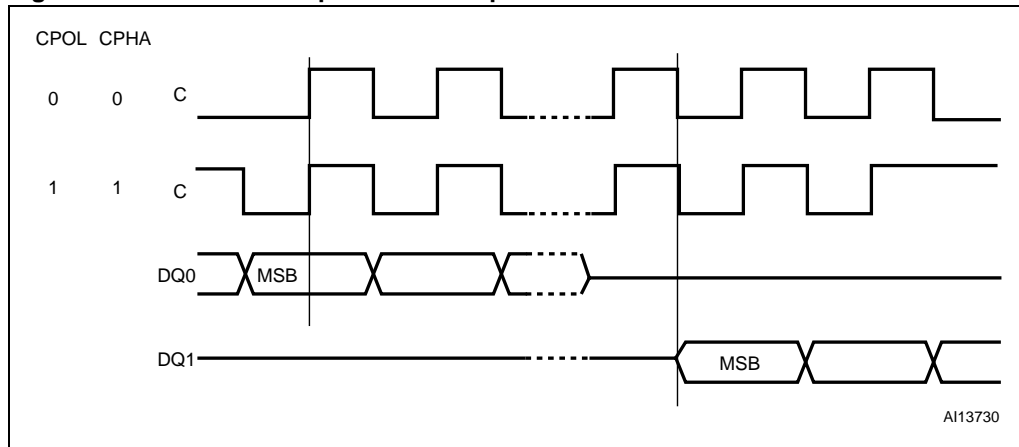 CPOL CPHA
0 0 C
1 1 C
DQ0 MSB
DQ1 MSB
AI13730